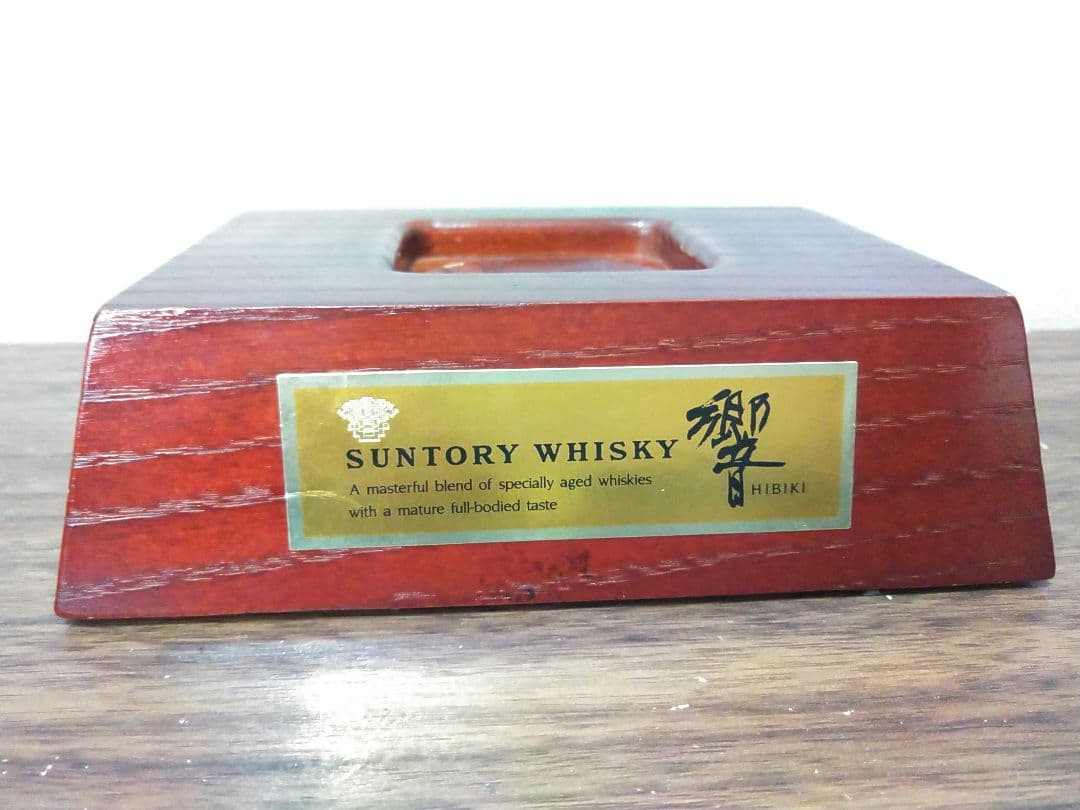 SUNTORY WHISKY
A masterful blend of specially aged whiskies
with a mature full-bodied taste
響
HIBIKI